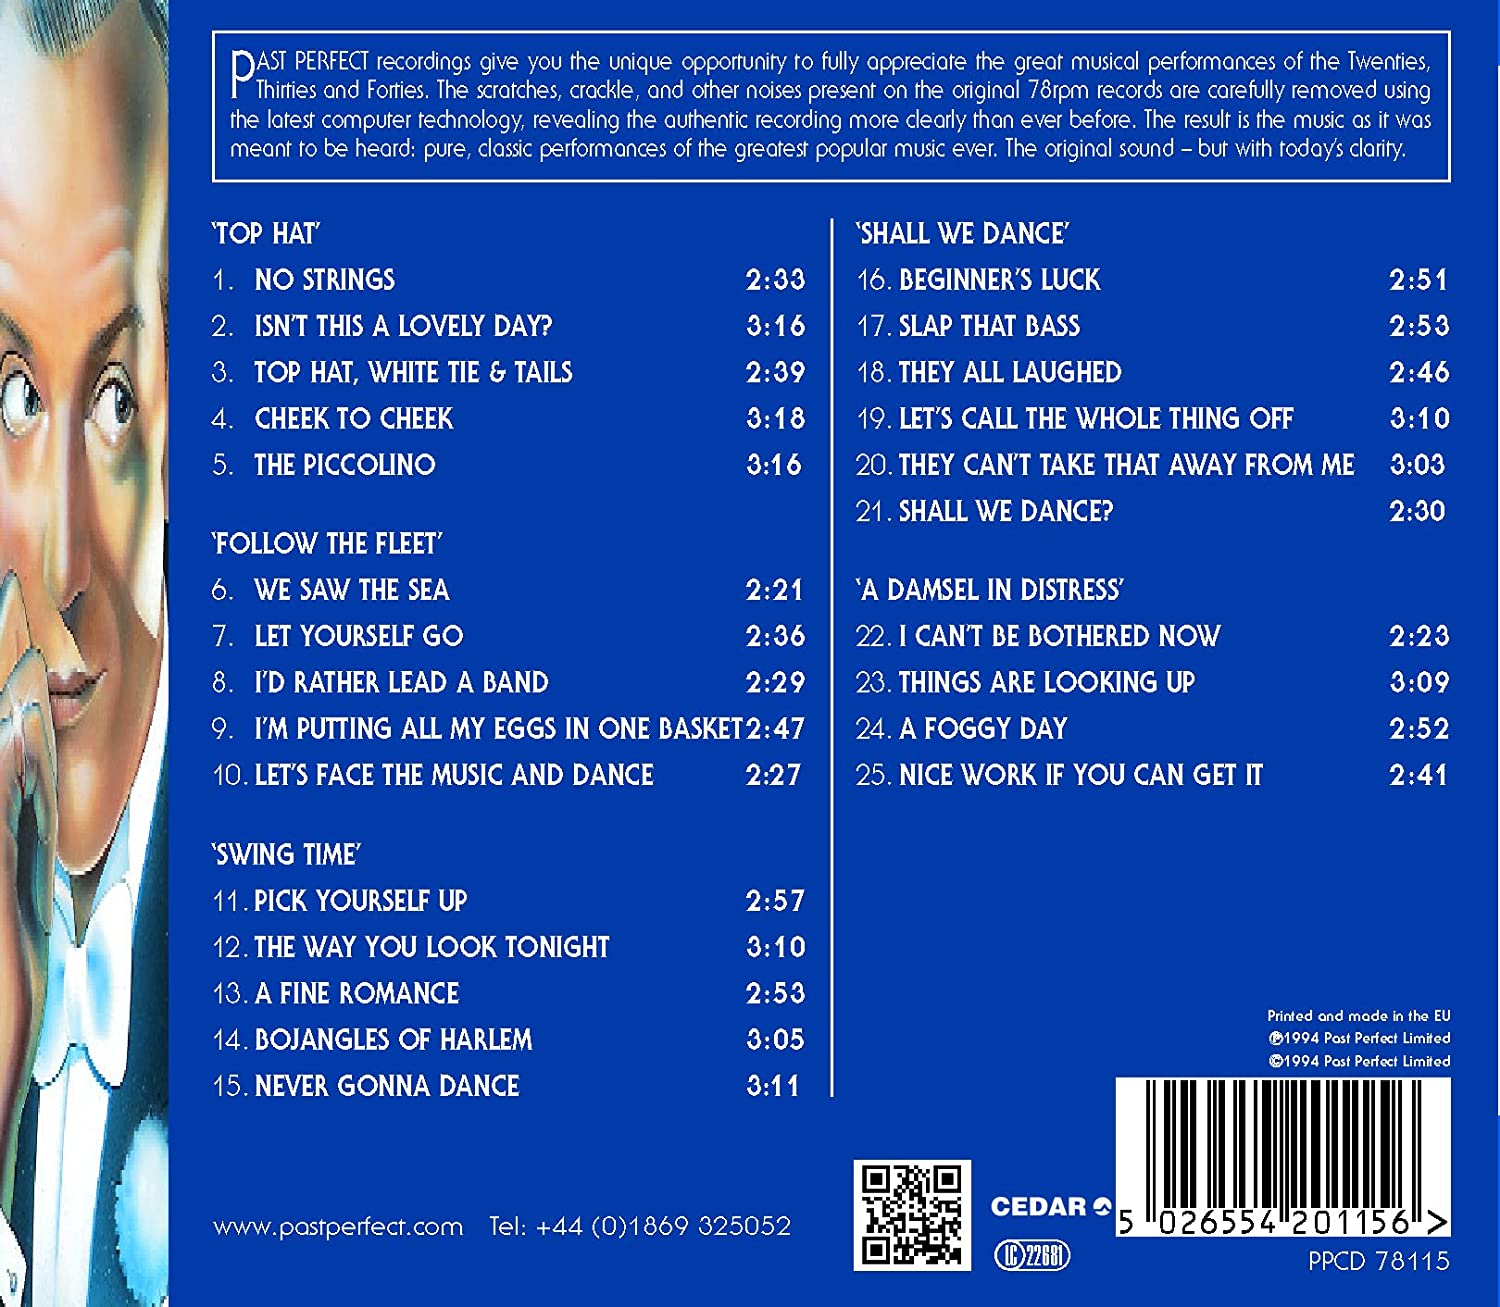 PAST PERFECT recordings give you the unique opportunity to fully appreciate the great musical performances of the Twenties,
Thirties and Forties. The scratches, crackle, and other noises present on the original 78rpm records are carefully removed using
the latest computer technology, revealing the authentic recording more clearly than ever before. The result is the music as it was
meant to be heard: pure, classic performances of the greatest popular music ever. The original sound – but with today's clarity.
'TOP HAT'
1. NO STRINGS 2:33
2. ISN'T THIS A LOVELY DAY? 3:16
3. TOP HAT, WHITE TIE & TAILS 2:39
4. CHEEK TO CHEEK 3:18
5. THE PICCOLINO 3:16
'FOLLOW THE FLEET'
6. WE SAW THE SEA 2:21
7. LET YOURSELF GO 2:36
8. I'D RATHER LEAD A BAND 2:29
9. I'M PUTTING ALL MY EGGS IN ONE BASKET 2:47
10. LET'S FACE THE MUSIC AND DANCE 2:27
'SWING TIME'
11. PICK YOURSELF UP 2:57
12. THE WAY YOU LOOK TONIGHT 3:10
13. A FINE ROMANCE 2:53
14. BOJANGLES OF HARLEM 3:05
15. NEVER GONNA DANCE 3:11
'SHALL WE DANCE'
16. BEGINNER'S LUCK 2:51
17. SLAP THAT BASS 2:53
18. THEY ALL LAUGHED 2:46
19. LET'S CALL THE WHOLE THING OFF 3:10
20. THEY CAN'T TAKE THAT AWAY FROM ME 3:03
21. SHALL WE DANCE? 2:30
'A DAMSEL IN DISTRESS'
22. I CAN'T BE BOTHERED NOW 2:23
23. THINGS ARE LOOKING UP 3:09
24. A FOGGY DAY 2:52
25. NICE WORK IF YOU CAN GET IT 2:41
Printed and made in the EU
℗1994 Past Perfect Limited
©1994 Past Perfect Limited
www.pastperfect.com Tel: +44 (0)1869 325052
CEDAR
LC 22681
5 026554 201156 >
PPCD 78115